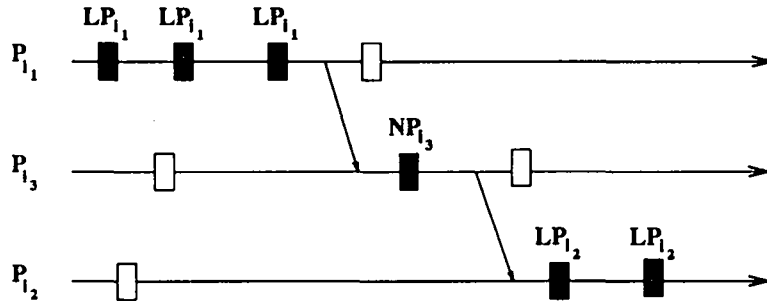 LP_{i_1} LP_{i_1} LP_{i_1}
P_{i_1}
NP_{i_3}
P_{i_3}
LP_{i_2} LP_{i_2}
P_{i_2}